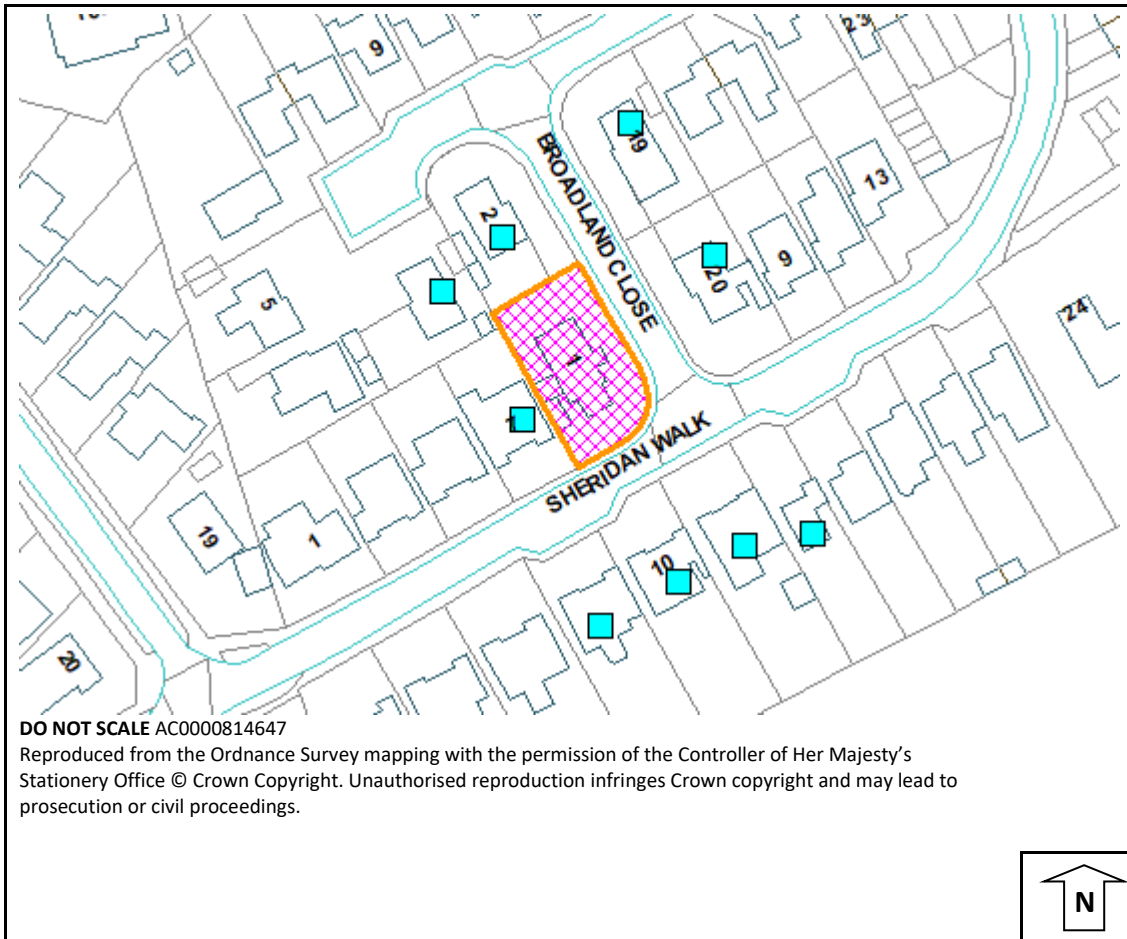 9
23
19
BROADLAND CLOSE
13
2
9
20
5
24
1
1
SHERIDAN WALK
19
1
10
20
DO NOT SCALE AC0000814647
Reproduced from the Ordnance Survey mapping with the permission of the Controller of Her Majesty's
Stationery Office © Crown Copyright. Unauthorised reproduction infringes Crown copyright and may lead to
prosecution or civil proceedings.
N